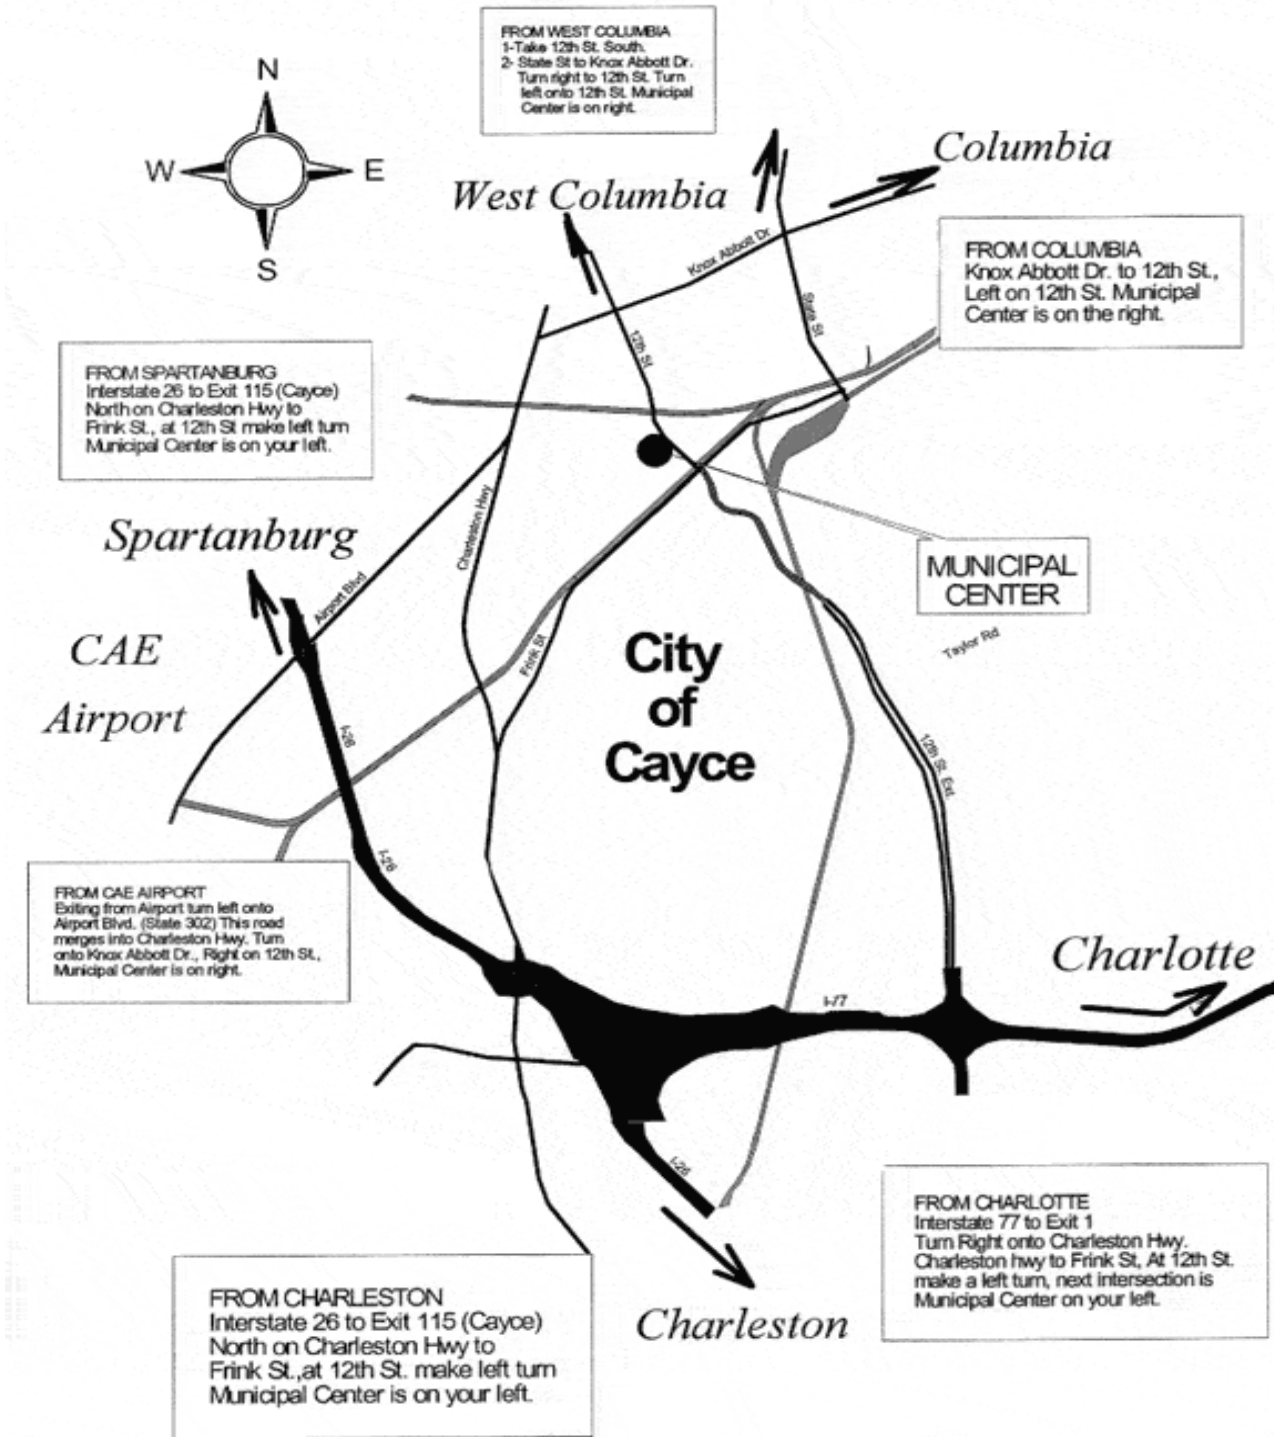 FROM WEST COLUMBIA
1-Take 12th St. South.
2- State St to Knox Abbott Dr.
Turn right to 12th St. Turn
left onto 12th St. Municipal
Center is on right.
N
W
E
S
Columbia
West Columbia
Knox Abbott Dr
FROM COLUMBIA
Knox Abbott Dr. to 12th St.,
Left on 12th St. Municipal
Center is on the right.
State St
12th St
FROM SPARTANBURG
Interstate 26 to Exit 115 (Cayce)
North on Charleston Hwy to
Frink St., at 12th St make left turn
Municipal Center is on your left.
Spartanburg
Charleston Hwy
Airport Blvd
MUNICIPAL
CENTER
CAE
Airport
Frink St
City
of
Cayce
Taylor Rd
I-26
12th St. Ext
I-26
FROM CAE AIRPORT
Exiting from Airport turn left onto
Airport Blvd. (State 302) This road
merges into Charleston Hwy. Turn
onto Knox Abbott Dr., Right on 12th St.,
Municipal Center is on right.
Charlotte
I-77
I-26
FROM CHARLOTTE
Interstate 77 to Exit 1
Turn Right onto Charleston Hwy.
Charleston hwy to Frink St, At 12th St.
make a left turn, next intersection is
Municipal Center on your left.
FROM CHARLESTON
Interstate 26 to Exit 115 (Cayce)
North on Charleston Hwy to
Frink St.,at 12th St. make left turn
Municipal Center is on your left.
Charleston